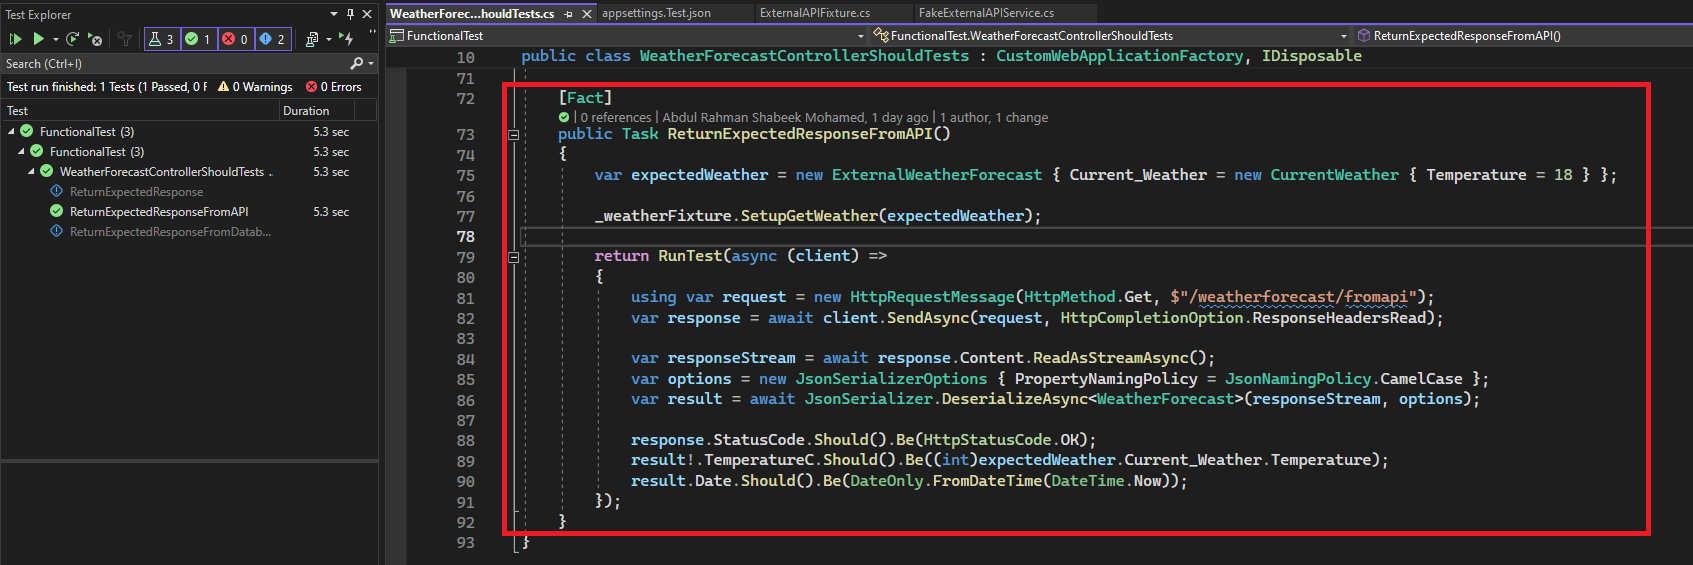 Test Explorer
3 1 0 2
Search (Ctrl+I)
Test run finished: 1 Tests (1 Passed, 0 F 0 Warnings 0 Errors
Test Duration
FunctionalTest (3) 5.3 sec
FunctionalTest (3) 5.3 sec
WeatherForecastControllerShouldTests .. 5.3 sec
ReturnExpectedResponse
ReturnExpectedResponseFromAPI 5.3 sec
ReturnExpectedResponseFromDatab...
WeatherForec...houldTests.cs appsettings.Test.json ExternalAPIFixture.cs FakeExternalAPIService.cs
FunctionalTest FunctionalTest.WeatherForecastControllerShouldTests ReturnExpectedResponseFromAPI()
10 public class WeatherForecastControllerShouldTests : CustomWebApplicationFactory, IDisposable
71
72 [Fact]
0 references | Abdul Rahman Shabeek Mohamed, 1 day ago | 1 author, 1 change
73 public Task ReturnExpectedResponseFromAPI()
74 {
75 var expectedWeather = new ExternalWeatherForecast { Current_Weather = new CurrentWeather { Temperature = 18 } };
76
77 _weatherFixture.SetupGetWeather(expectedWeather);
78
79 return RunTest(async (client) =>
80 {
81 using var request = new HttpRequestMessage(HttpMethod.Get, $"/weatherforecast/fromapi");
82 var response = await client.SendAsync(request, HttpCompletionOption.ResponseHeadersRead);
83
84 var responseStream = await response.Content.ReadAsStreamAsync();
85 var options = new JsonSerializerOptions { PropertyNamingPolicy = JsonNamingPolicy.CamelCase };
86 var result = await JsonSerializer.DeserializeAsync<WeatherForecast>(responseStream, options);
87
88 response.StatusCode.Should().Be(HttpStatusCode.OK);
89 result!.TemperatureC.Should().Be((int)expectedWeather.Current_Weather.Temperature);
90 result.Date.Should().Be(DateOnly.FromDateTime(DateTime.Now));
91 });
92 }
93 }